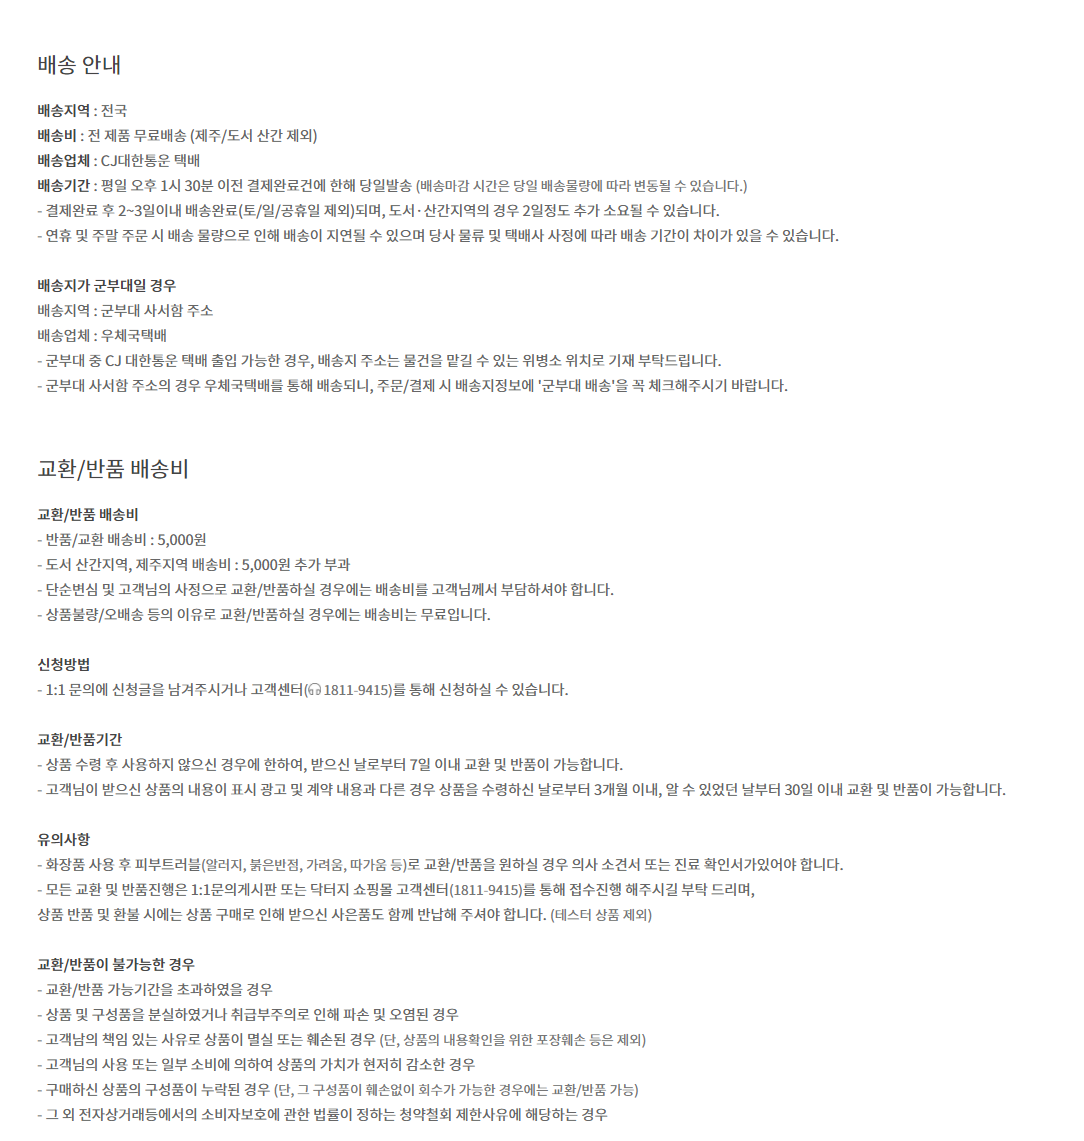 배송 안내
배송지역 : 전국
배송비 : 전 제품 무료배송 (제주/도서 산간 제외)
배송업체 : CJ대한통운 택배
배송기간 : 평일 오후 1시 30분 이전 결제완료건에 한해 당일발송 (배송마감 시간은 당일 배송물량에 따라 변동될 수 있습니다.)
- 결제완료 후 2~3일이내 배송완료(토/일/공휴일 제외)되며, 도서·산간지역의 경우 2일정도 추가 소요될 수 있습니다.
- 연휴 및 주말 주문 시 배송 물량으로 인해 배송이 지연될 수 있으며 당사 물류 및 택배사 사정에 따라 배송 기간이 차이가 있을 수 있습니다.
배송지가 군부대일 경우
배송지역 : 군부대 사서함 주소
배송업체 : 우체국택배
- 군부대 중 CJ 대한통운 택배 출입 가능한 경우, 배송지 주소는 물건을 맡길 수 있는 위병소 위치로 기재 부탁드립니다.
- 군부대 사서함 주소의 경우 우체국택배를 통해 배송되니, 주문/결제 시 배송지정보에 '군부대 배송'을 꼭 체크해주시기 바랍니다.
교환/반품 배송비
교환/반품 배송비
- 반품/교환 배송비 : 5,000원
- 도서 산간지역, 제주지역 배송비 : 5,000원 추가 부과
- 단순변심 및 고객님의 사정으로 교환/반품하실 경우에는 배송비를 고객님께서 부담하셔야 합니다.
- 상품불량/오배송 등의 이유로 교환/반품하실 경우에는 배송비는 무료입니다.
신청방법
- 1:1 문의에 신청글을 남겨주시거나 고객센터(🎧 1811-9415)를 통해 신청하실 수 있습니다.
교환/반품기간
- 상품 수령 후 사용하지 않으신 경우에 한하여, 받으신 날로부터 7일 이내 교환 및 반품이 가능합니다.
- 고객님이 받으신 상품의 내용이 표시 광고 및 계약 내용과 다른 경우 상품을 수령하신 날로부터 3개월 이내, 알 수 있었던 날부터 30일 이내 교환 및 반품이 가능합니다.
유의사항
- 화장품 사용 후 피부트러블(알러지, 붉은반점, 가려움, 따가움 등)로 교환/반품을 원하실 경우 의사 소견서 또는 진료 확인서가있어야 합니다.
- 모든 교환 및 반품진행은 1:1문의게시판 또는 닥터지 쇼핑몰 고객센터(1811-9415)를 통해 접수진행 해주시길 부탁 드리며,
상품 반품 및 환불 시에는 상품 구매로 인해 받으신 사은품도 함께 반납해 주셔야 합니다. (테스터 상품 제외)
교환/반품이 불가능한 경우
- 교환/반품 가능기간을 초과하였을 경우
- 상품 및 구성품을 분실하였거나 취급부주의로 인해 파손 및 오염된 경우
- 고객남의 책임 있는 사유로 상품이 멸실 또는 훼손된 경우 (단, 상품의 내용확인을 위한 포장훼손 등은 제외)
- 고객님의 사용 또는 일부 소비에 의하여 상품의 가치가 현저히 감소한 경우
- 구매하신 상품의 구성품이 누락된 경우 (단, 그 구성품이 훼손없이 회수가 가능한 경우에는 교환/반품 가능)
- 그 외 전자상거래등에서의 소비자보호에 관한 법률이 정하는 청약철회 제한사유에 해당하는 경우